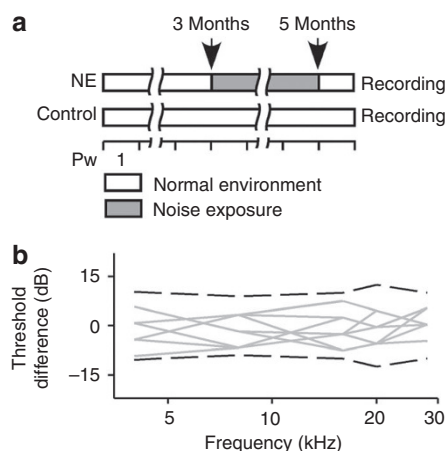 a
3 Months 5 Months
NE Recording
Control Recording
Pw 1
Normal environment
Noise exposure
b
Threshold
difference (dB)
15
0
−15
5 10 20 30
Frequency (kHz)